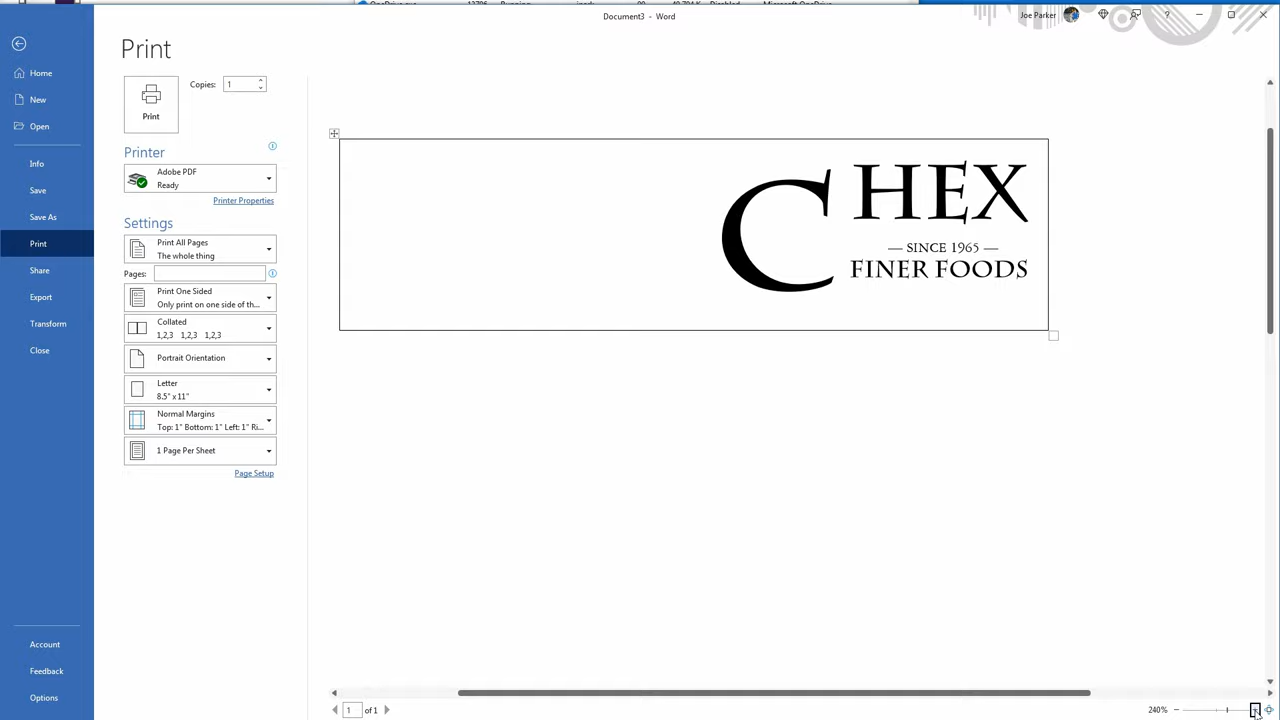 Document3 - Word
Joe Parker
?
Print
Home
New
Open
Info
Save
Save As
Print
Share
Export
Transform
Close
Account
Feedback
Options
Print
Copies: 1
Printer
Adobe PDF
Ready
Printer Properties
Settings
Print All Pages
The whole thing
Pages:
Print One Sided
Only print on one side of th...
Collated
1,2,3 1,2,3 1,2,3
Portrait Orientation
Letter
8.5" x 11"
Normal Margins
Top: 1" Bottom: 1" Left: 1" Ri...
1 Page Per Sheet
Page Setup
CHEX
— SINCE 1965 —
FINER FOODS
1 of 1
240%